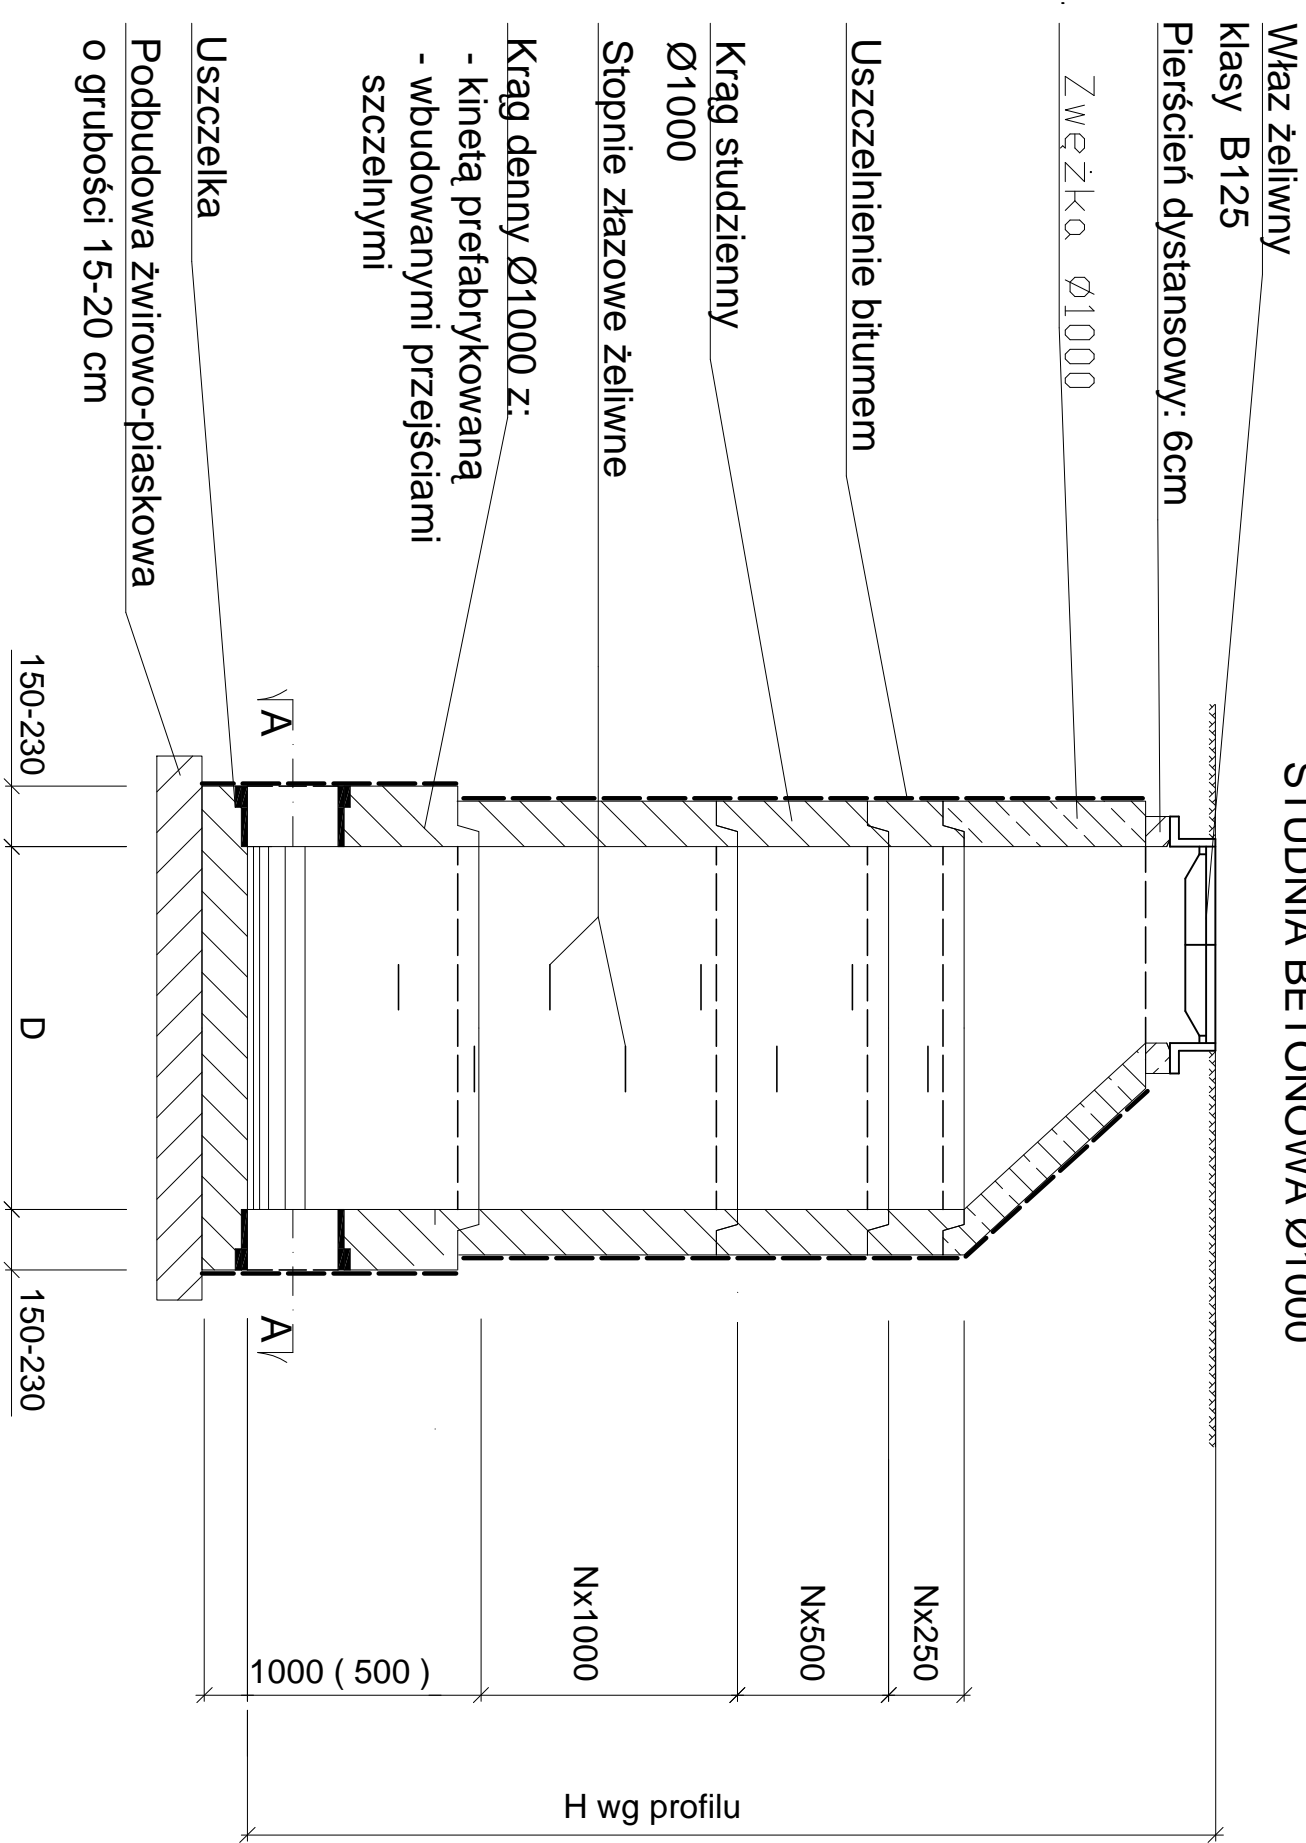 STUDNIA BETONOWA Ø1000
Właz żeliwny
klasy B125
Pierścień dystansowy: 6cm
Zwężka Ø1000
Uszczelnienie bitumem
Krąg studzienny
Ø1000
Stopnie złazowe żeliwne
Krąg denny Ø1000 z:
- kinetą prefabrykowaną
- wbudowanymi przejściami
szczelnymi
Uszczelka
Podbudowa żwirowo-piaskowa
o grubości 15-20 cm
A
A
150-230
D
150-230
Nx250
Nx500
Nx1000
1000 ( 500 )
H wg profilu